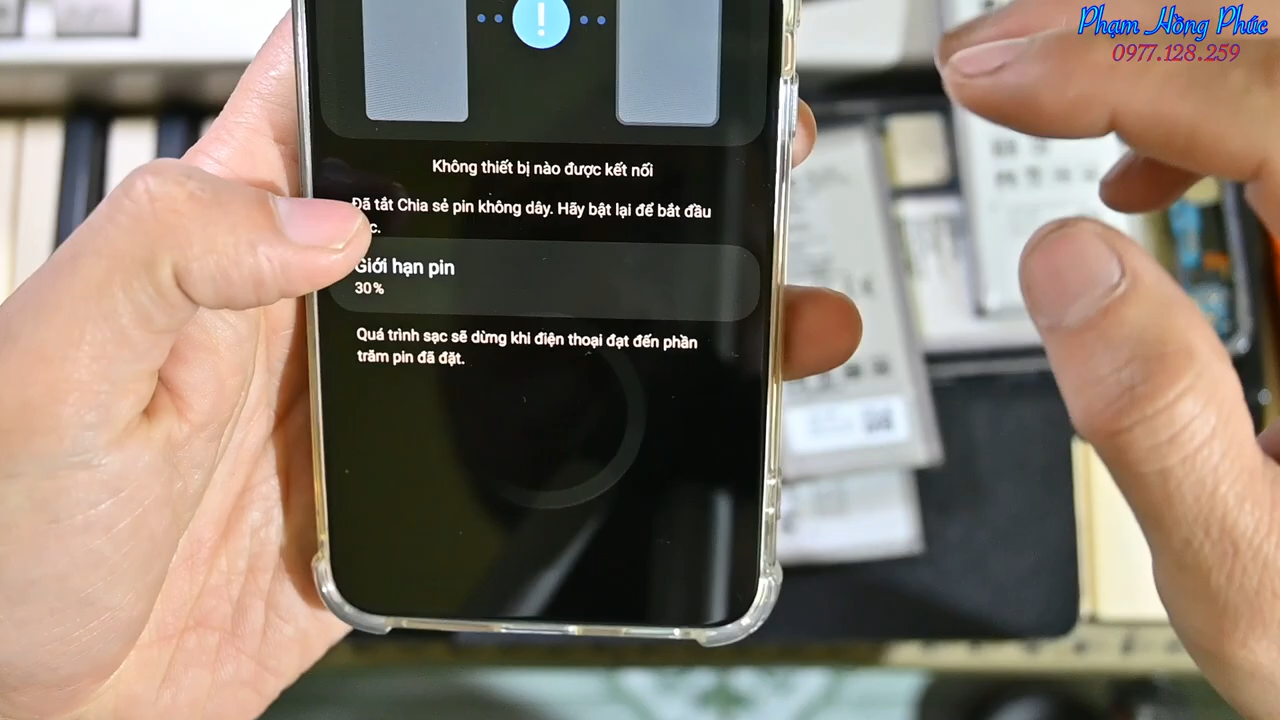 Phạm Hồng Phúc
0977.128.259
Không thiết bị nào được kết nối
Đã tắt Chia sẻ pin không dây. Hãy bật lại để bắt đầu
Giới hạn pin
30%
Quá trình sạc sẽ dừng khi điện thoại đạt đến phần
trăm pin đã đặt.